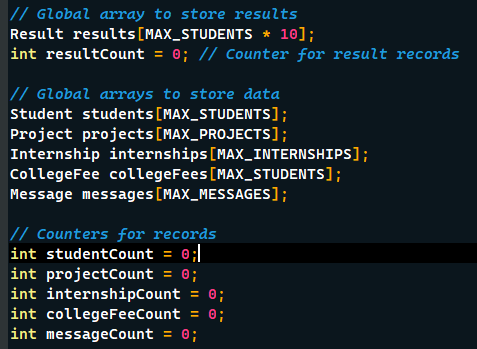 // Global array to store results
Result results[MAX_STUDENTS * 10];
int resultCount = 0; // Counter for result records
// Global arrays to store data
Student students[MAX_STUDENTS];
Project projects[MAX_PROJECTS];
Internship internships[MAX_INTERNSHIPS];
CollegeFee collegeFees[MAX_STUDENTS];
Message messages[MAX_MESSAGES];
// Counters for records
int studentCount = 0;
int projectCount = 0;
int internshipCount = 0;
int collegeFeeCount = 0;
int messageCount = 0;